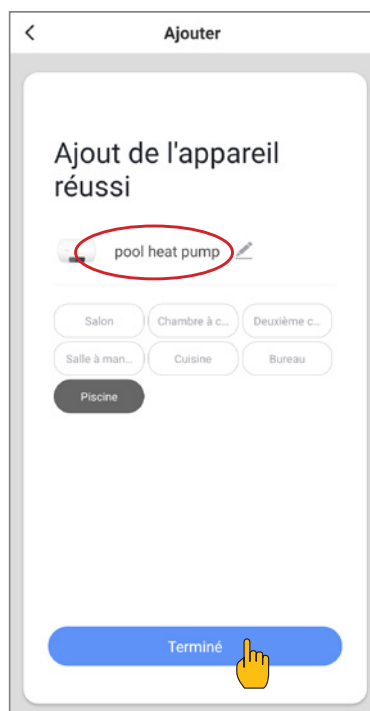 Ajouter
Ajout de l'appareil
réussi
pool heat pump
Salon Chambre à c... Deuxième c...
Salle à man... Cuisine Bureau
Piscine
Terminé